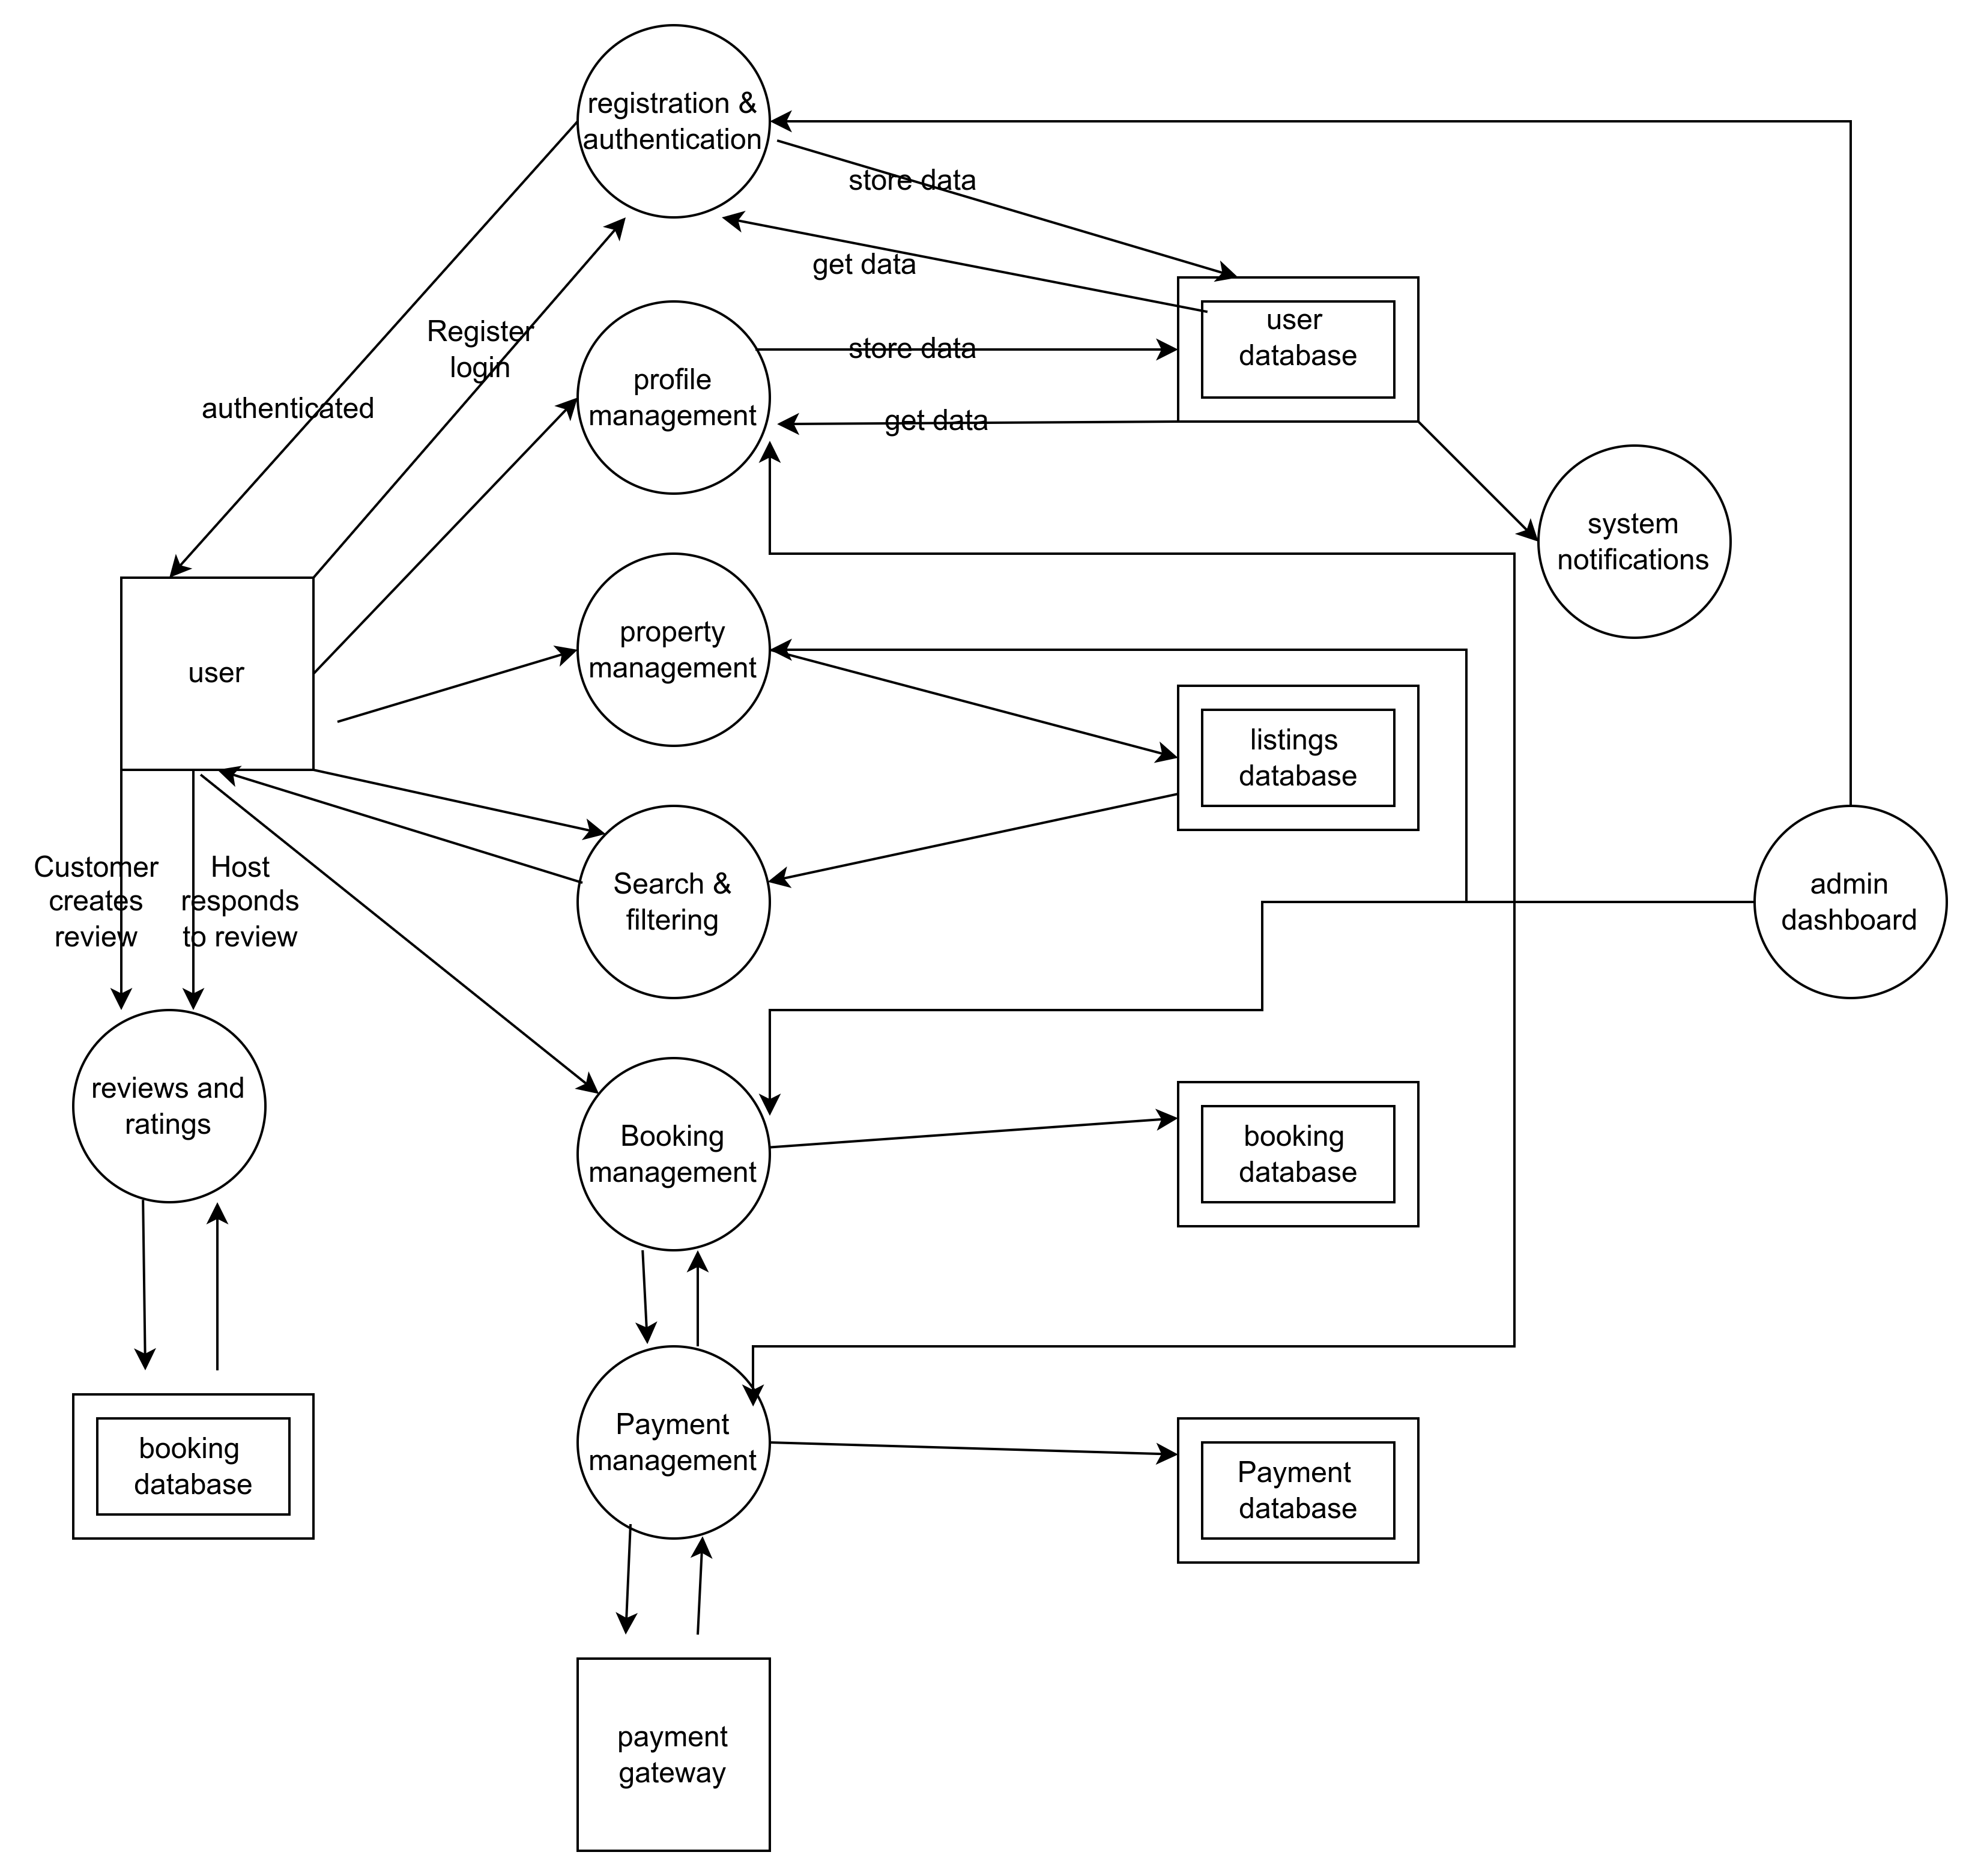 registration &
authentication
store data
get data
Register
login
authenticated
profile
management
store data
get data
user
database
system
notifications
user
property
management
listings
database
Search &
filtering
admin
dashboard
Customer
creates
review
Host
responds
to review
reviews and
ratings
Booking
management
booking
database
booking
database
Payment
management
Payment
database
payment
gateway